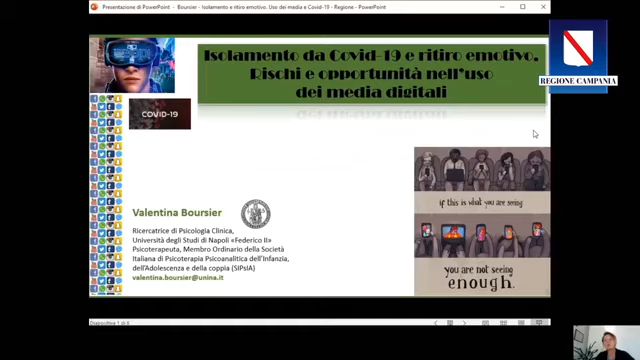 Presentazione di PowerPoint - Boursier - Isolamento e ritiro emotivo. Uso dei media e Covid-19 - Regione - PowerPoint
Isolamento da Covid-19 e ritiro emotivo.
Rischi e opportunità nell'uso
dei media digitali
REGIONE CAMPANIA
COVID-19
if this is what you are seeing
you are not seeing
enough.
Valentina Boursier
Ricercatrice di Psicologia Clinica,
Università degli Studi di Napoli «Federico II»
Psicoterapeuta, Membro Ordinario della Società
Italiana di Psicoterapia Psicoanalitica dell'Infanzia,
dell'Adolescenza e della coppia (SIPsIA)
valentina.boursier@unina.it